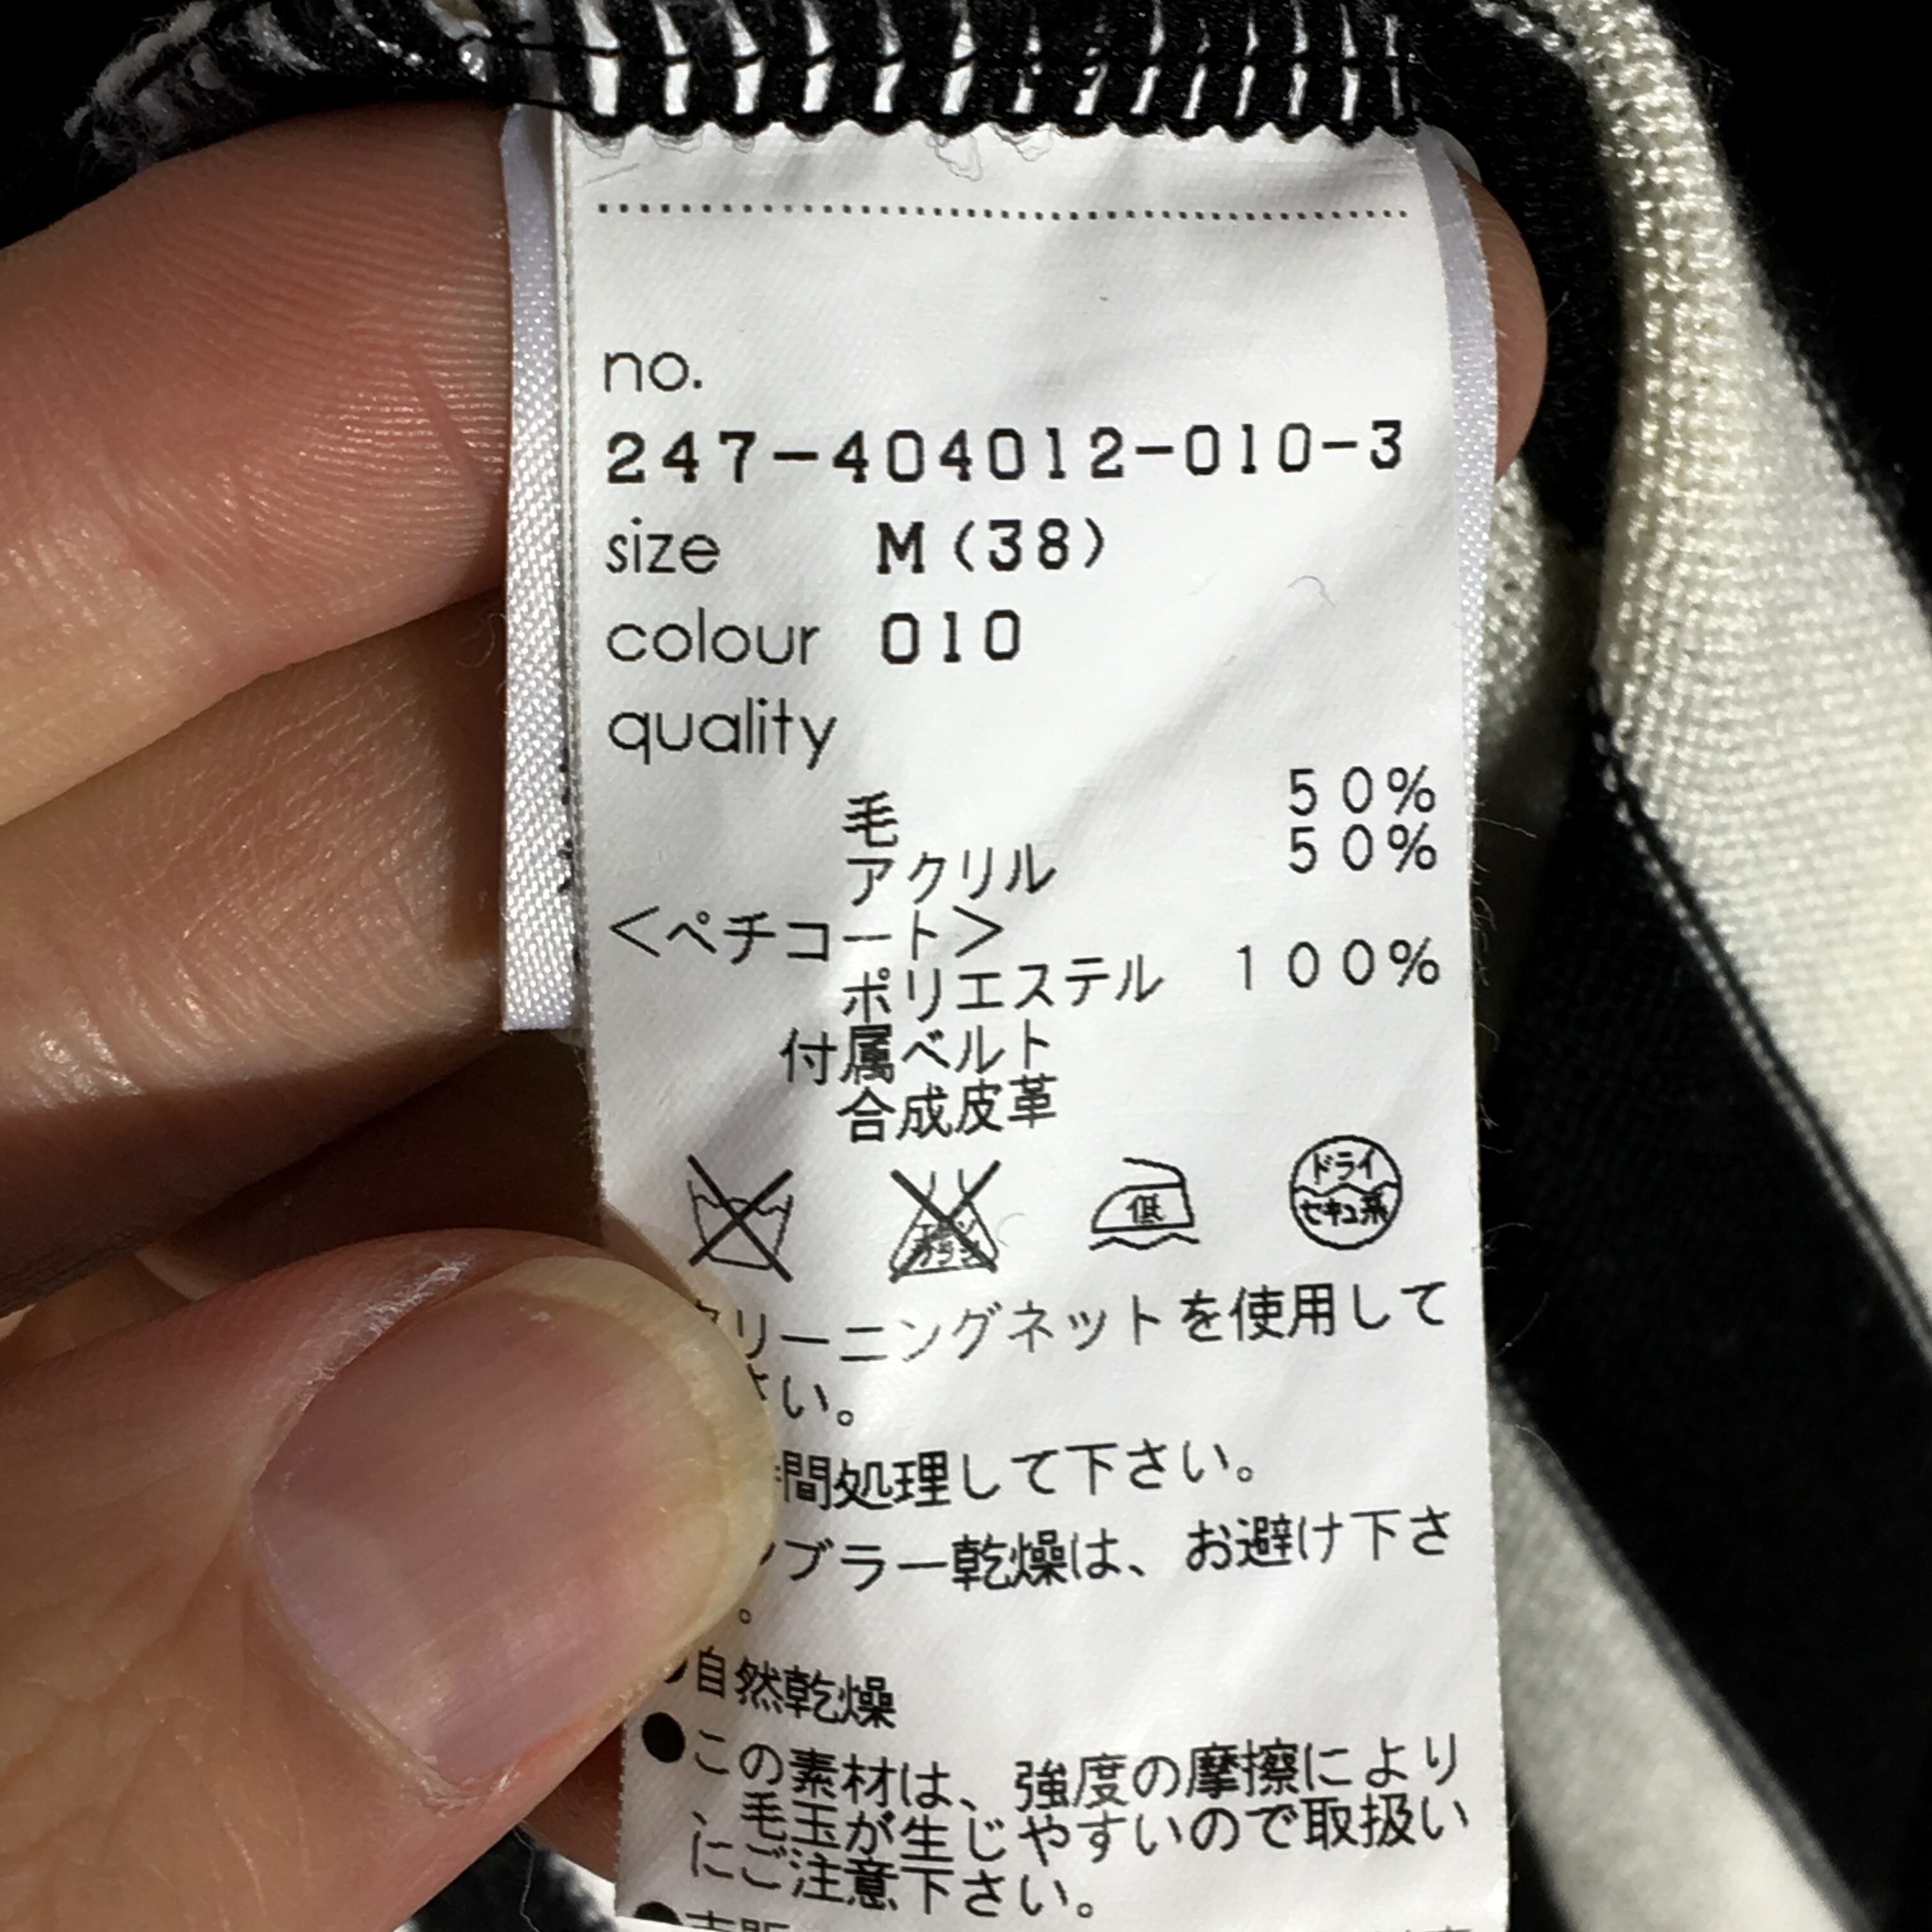 no.
247-404012-010-3
size M(38)
colour 010
quality
毛 50%
アクリル 50%
<ペチコート>
ポリエステル 100%
付属ベルト
合成皮革
低
ドライ
セキユ系
リーニングネットを使用して
さい。
間処理して下さい。
ブラー乾燥は、お避け下さ
。
●自然乾燥
●この素材は、強度の摩擦により
、毛玉が生じやすいので取扱い
にご注意下さい。